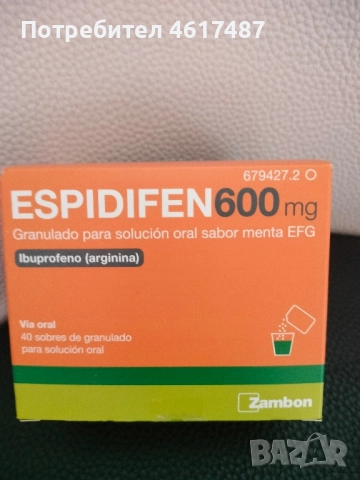 Потребител 4617487
679427.2 O
ESPIDIFEN600 mg
Granulado para solución oral sabor menta EFG
Ibuprofeno (arginina)
Vía oral
40 sobres de granulado
para solución oral
Zambon
BAZAR